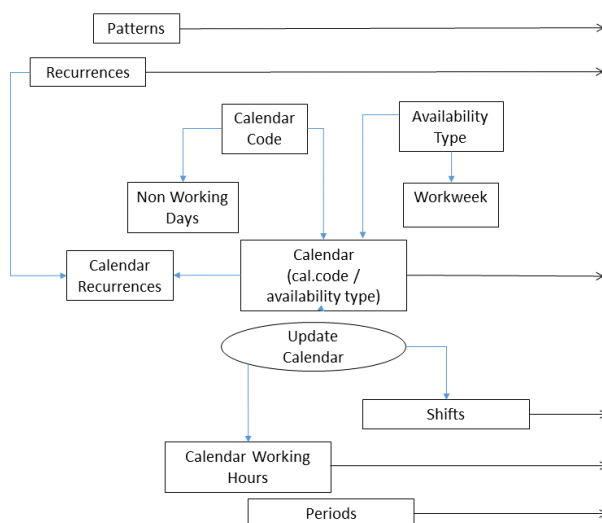 Patterns
Recurrences
Calendar
Code
Availability
Type
Non Working
Days
Workweek
Calendar
Recurrences
Calendar
(cal.code /
availability type)
Update
Calendar
Shifts
Calendar Working
Hours
Periods